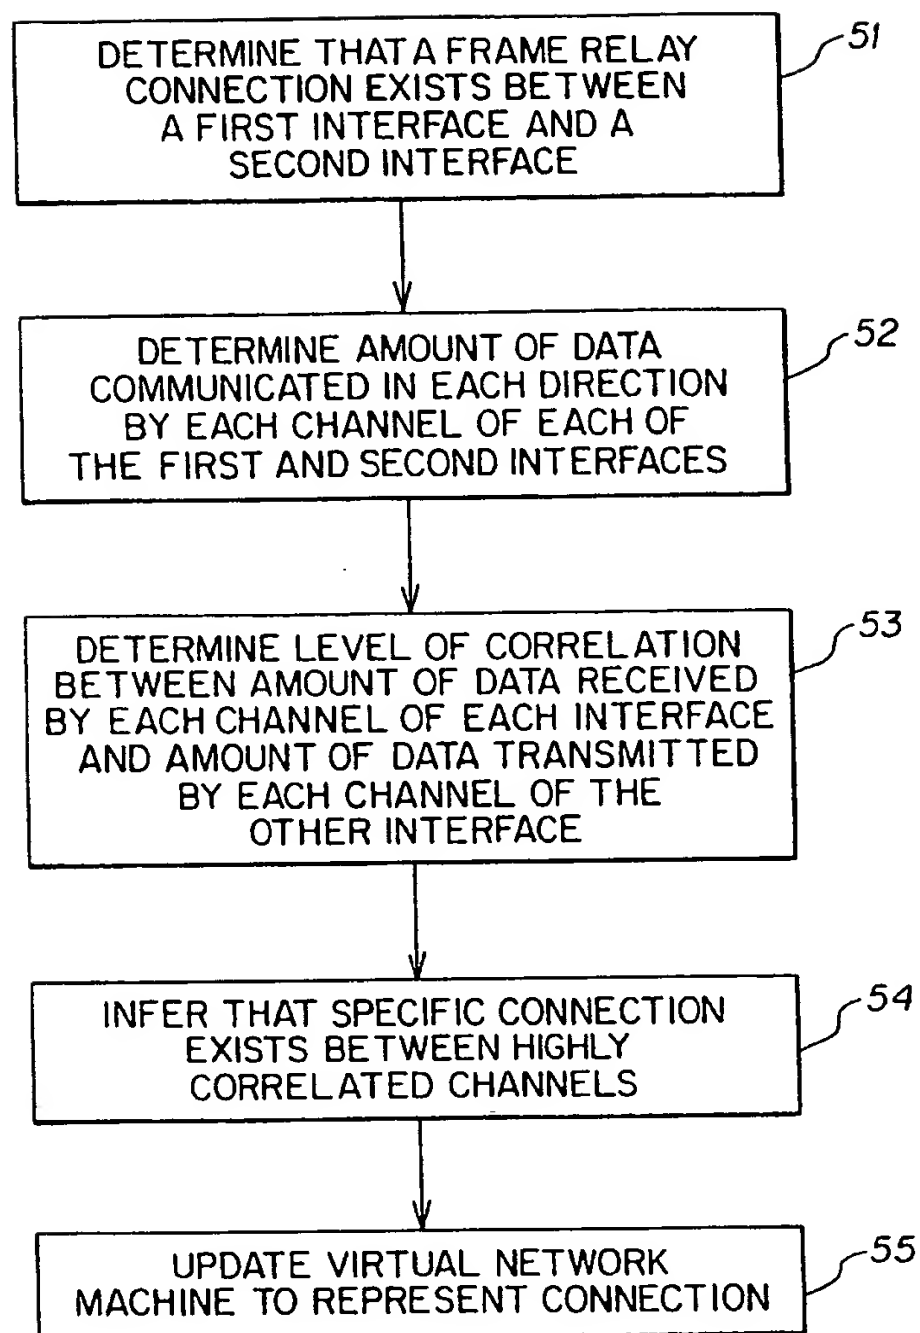 DETERMINE THAT A FRAME RELAY
CONNECTION EXISTS BETWEEN
A FIRST INTERFACE AND A
SECOND INTERFACE
51
DETERMINE AMOUNT OF DATA
COMMUNICATED IN EACH DIRECTION
BY EACH CHANNEL OF EACH OF
THE FIRST AND SECOND INTERFACES
52
DETERMINE LEVEL OF CORRELATION
BETWEEN AMOUNT OF DATA RECEIVED
BY EACH CHANNEL OF EACH INTERFACE
AND AMOUNT OF DATA TRANSMITTED
BY EACH CHANNEL OF THE
OTHER INTERFACE
53
INFER THAT SPECIFIC CONNECTION
EXISTS BETWEEN HIGHLY
CORRELATED CHANNELS
54
UPDATE VIRTUAL NETWORK
MACHINE TO REPRESENT CONNECTION
55